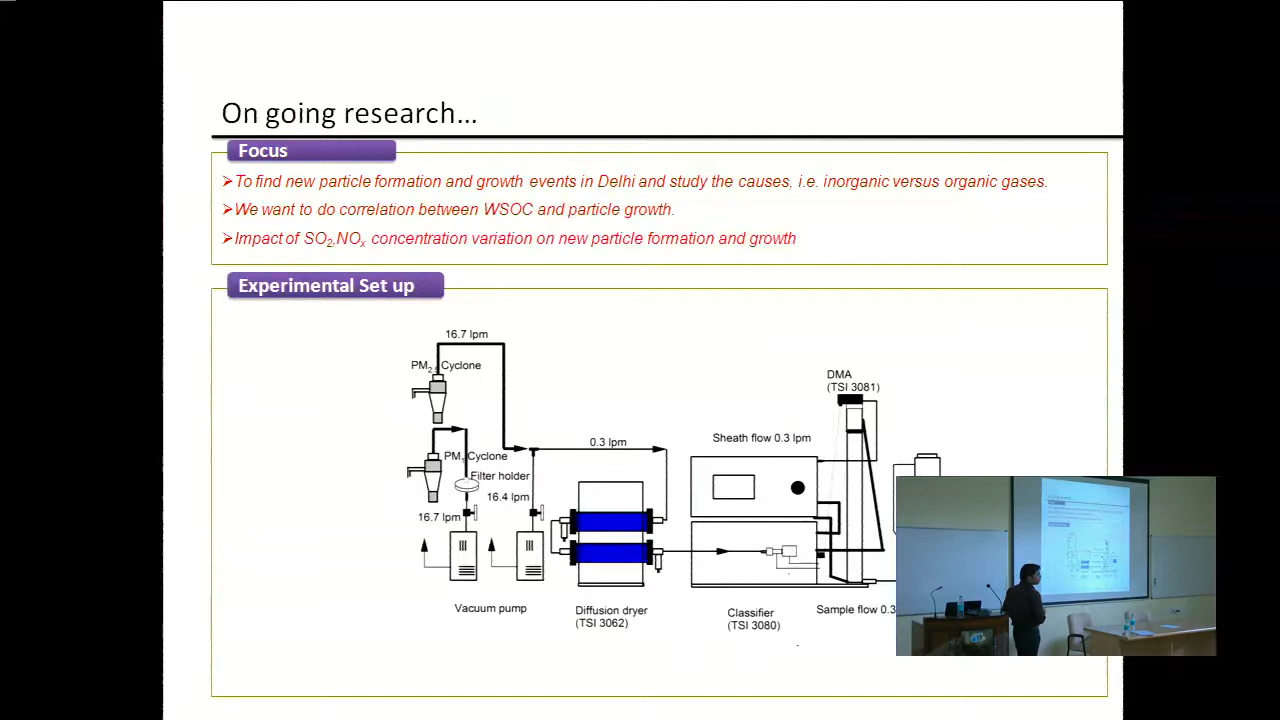 On going research...
Focus
➢To find new particle formation and growth events in Delhi and study the causes, i.e. inorganic versus organic gases.
➢We want to do correlation between WSOC and particle growth.
➢Impact of SO2,NOx concentration variation on new particle formation and growth
Experimental Set up
16.7 lpm
PM2.5 Cyclone
DMA
(TSI 3081)
Sheath flow 0.3 lpm
0.3 lpm
PM1 Cyclone
Filter holder
16.4 lpm
16.7 lpm
Vacuum pump
Diffusion dryer
(TSI 3062)
Classifier
(TSI 3080)
Sample flow 0.3